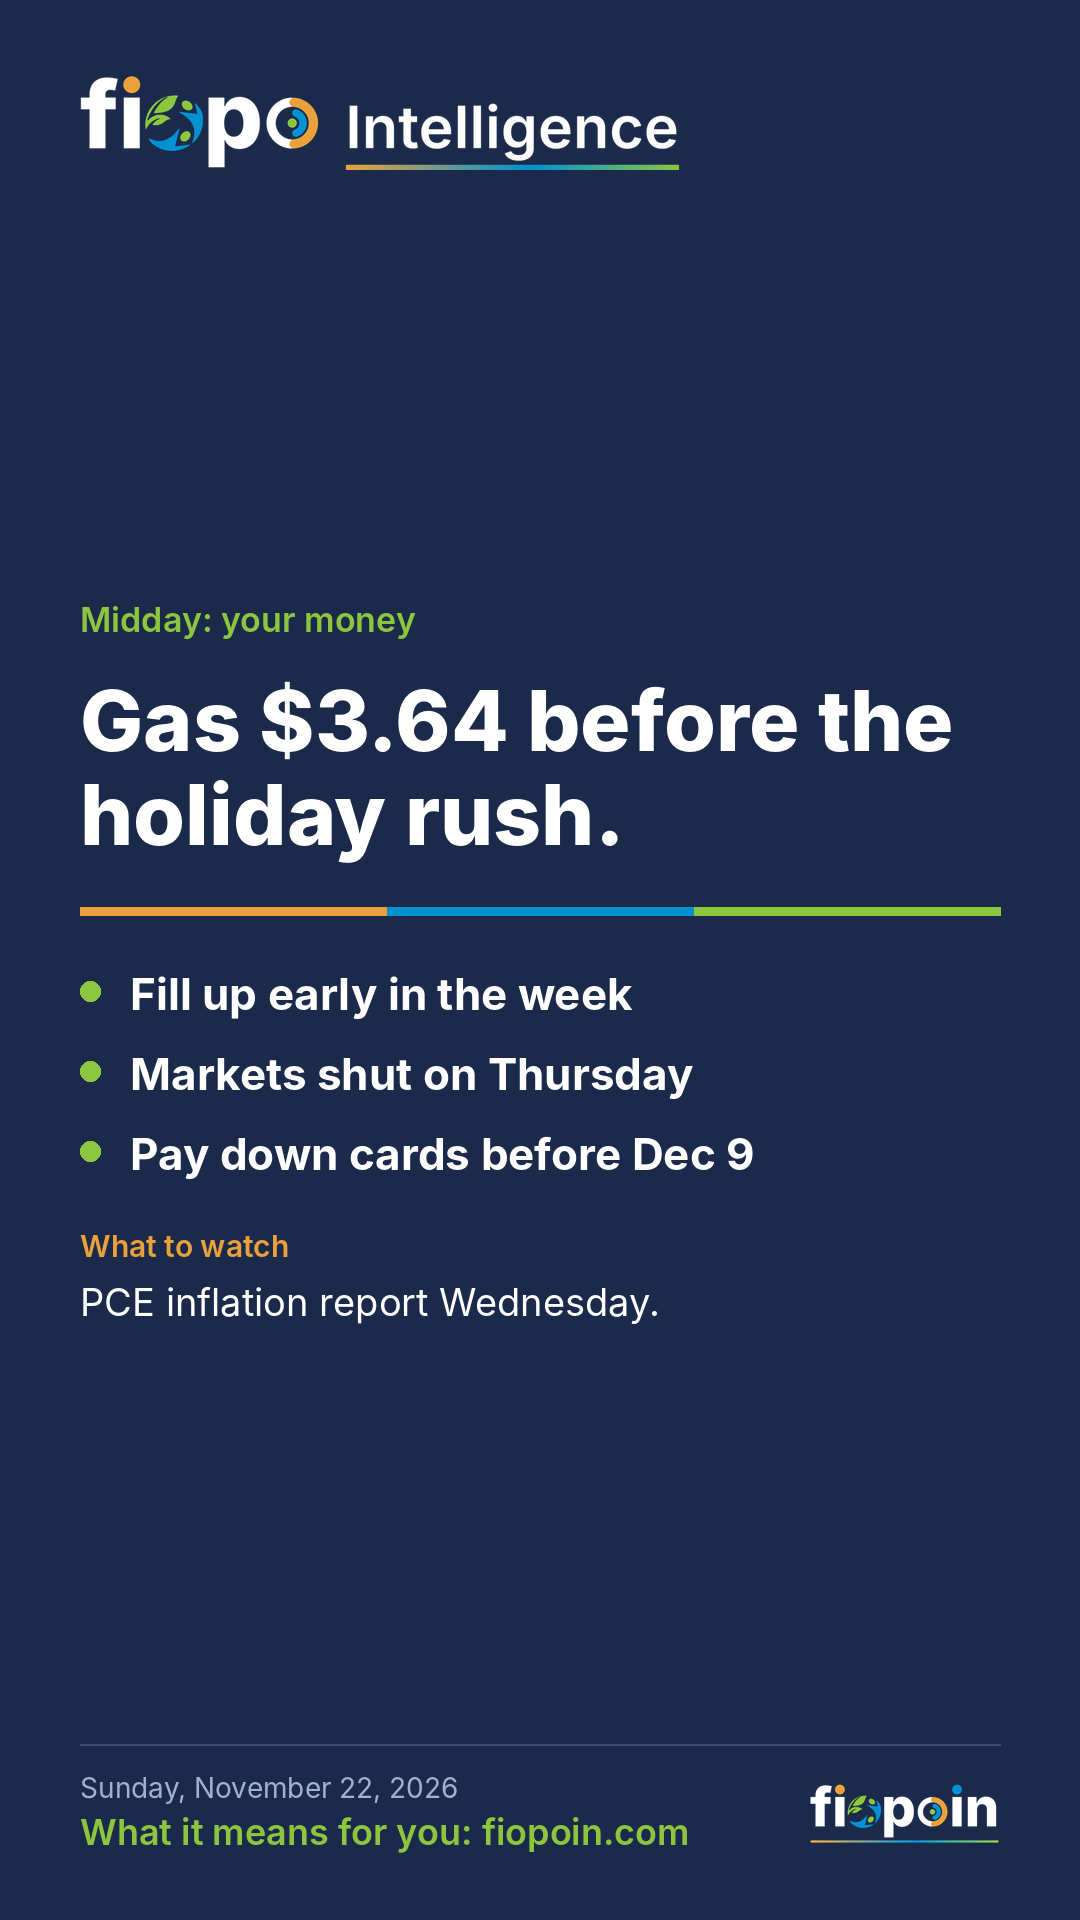 fiopo Intelligence
Midday: your money
Gas $3.64 before the
holiday rush.
Fill up early in the week
Markets shut on Thursday
Pay down cards before Dec 9
What to watch
PCE inflation report Wednesday.
Sunday, November 22, 2026
What it means for you: fiopoin.com
fiopoin